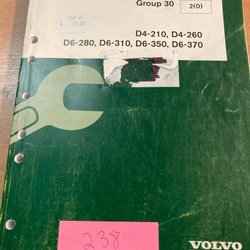 Group 30
2(0)
D4-210, D4-260
D6-280, D6-310, D6-350, D6-370
238
VOLVO